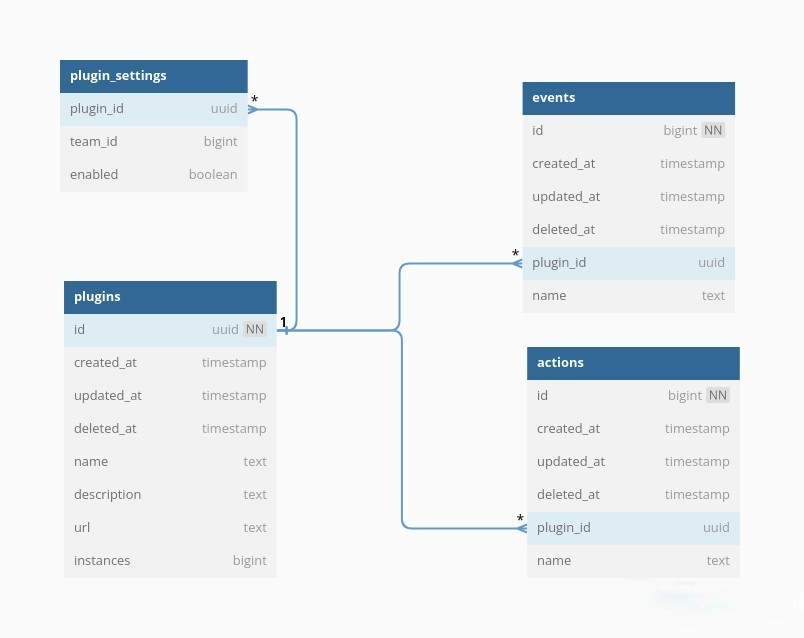 plugin_settings
plugin_id uuid *
team_id bigint
enabled boolean
plugins
id uuid NN 1
created_at timestamp
updated_at timestamp
deleted_at timestamp
name text
description text
url text
instances bigint
events
id bigint NN
created_at timestamp
updated_at timestamp
deleted_at timestamp
* plugin_id uuid
name text
actions
id bigint NN
created_at timestamp
updated_at timestamp
deleted_at timestamp
* plugin_id uuid
name text